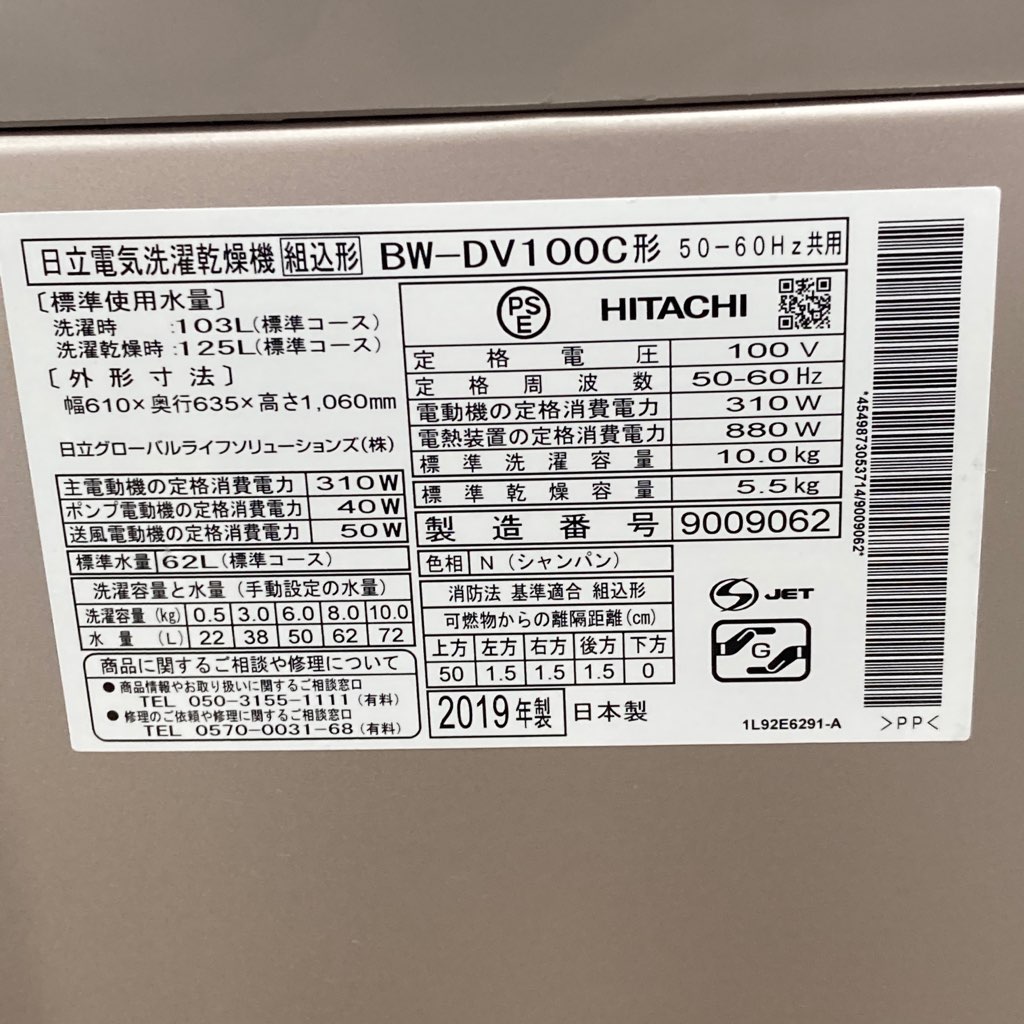 日立電気洗濯乾燥機 組込形 BW-DV100C形 50-60Hz共用
〔標準使用水量〕
洗濯時 :103L(標準コース)
洗濯乾燥時:125L(標準コース)
〔外形寸法〕
幅610×奥行635×高さ1,060mm
日立グローバルライフソリューションズ(株)
主電動機の定格消費電力 310W
ポンプ電動機の定格消費電力 40W
送風電動機の定格消費電力 50W
標準水量 62L(標準コース)
洗濯容量と水量(手動設定の水量)
洗濯容量(kg) 0.5 3.0 6.0 8.0 10.0
水量(L) 22 38 50 62 72
商品に関するご相談や修理について
●商品情報やお取り扱いに関するご相談窓口
TEL 050-3155-1111(有料)
●修理のご依頼や修理に関するご相談窓口
TEL 0570-0031-68(有料)
PS
E
HITACHI
定格電圧 100V
定格周波数 50-60Hz
電動機の定格消費電力 310W
電熱装置の定格消費電力 880W
標準洗濯容量 10.0kg
標準乾燥容量 5.5kg
製造番号 9009062
色相 N(シャンパン)
消防法 基準適合 組込形
可燃物からの離隔距離(cm)
上方 左方 右方 後方 下方
50 1.5 1.5 1.5 0
2019年製 日本製
JET
G
1L92E6291-A
*4549873053714/9009062*
>PP<